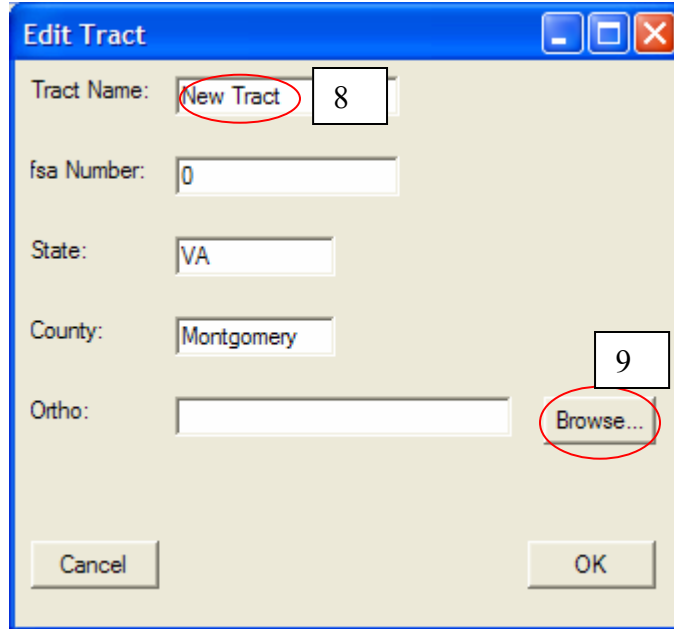 Edit Tract
Tract Name: New Tract 8
fsa Number: 0
State: VA
County: Montgomery
9
Ortho: Browse...
Cancel OK